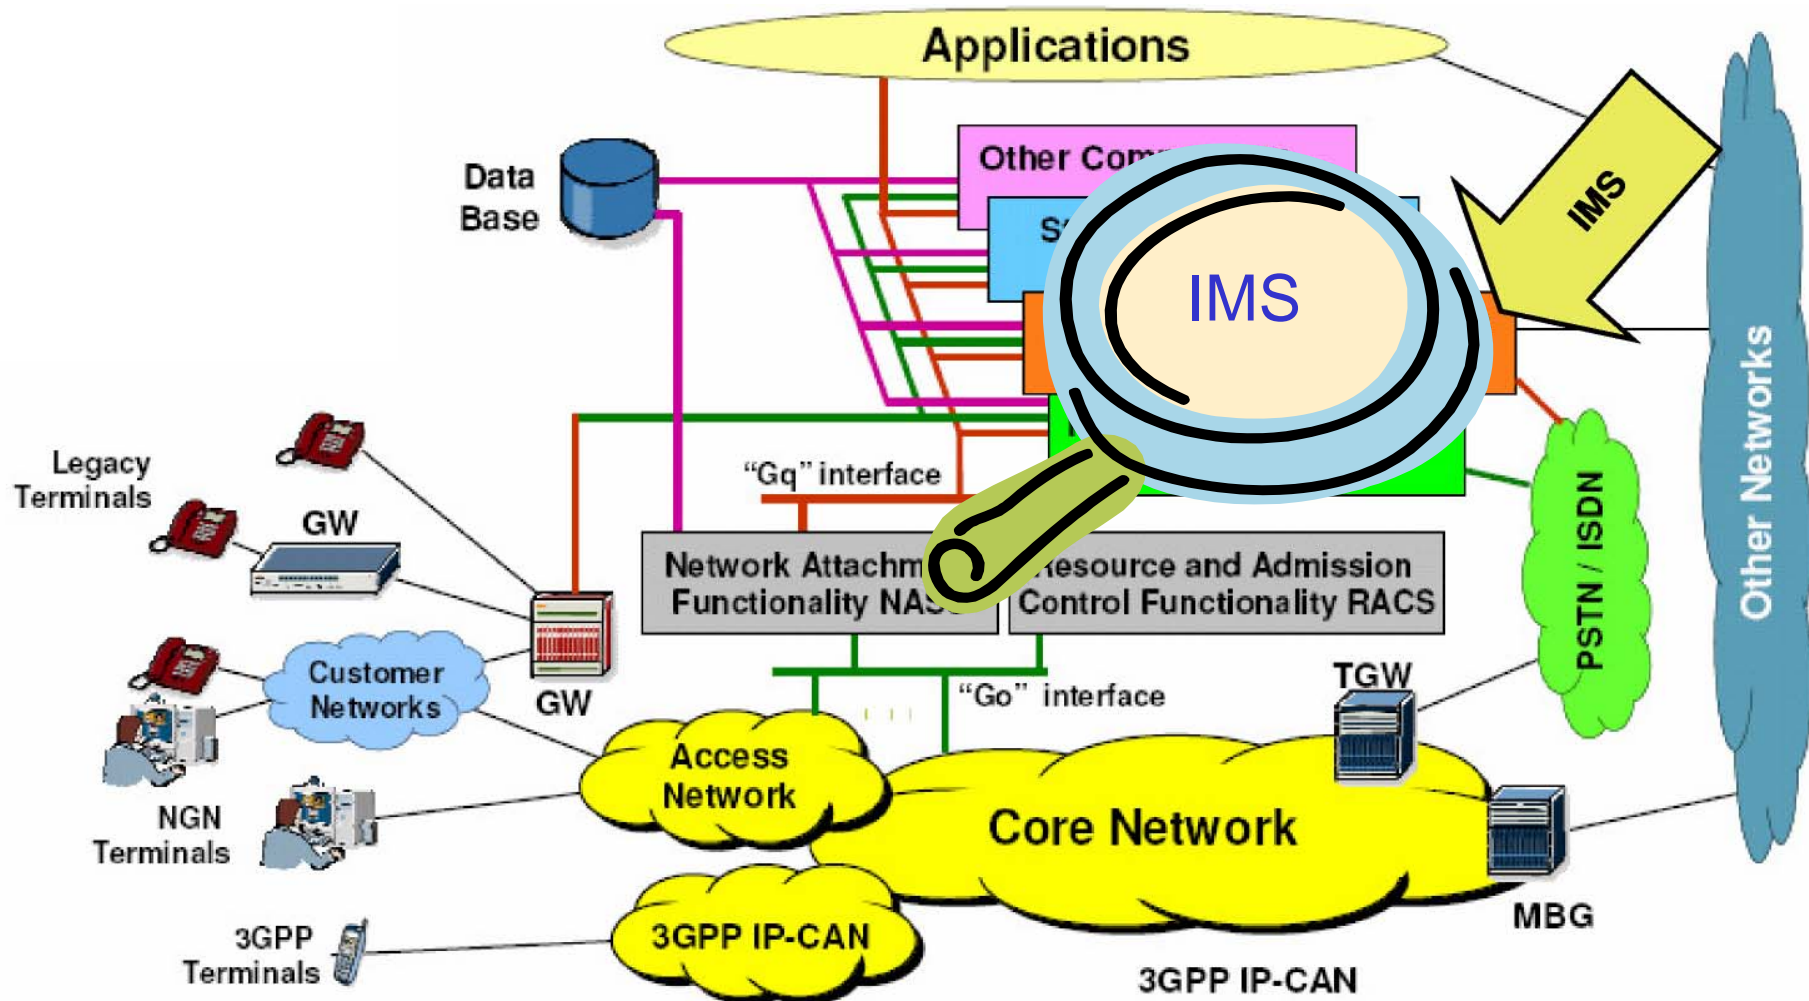 Applications
Data
Base
Other Com
IMS
IMS
Other Networks
Legacy
Terminals
"Gq" interface
GW
PSTN / ISDN
Network Attachm
Functionality NAS
esource and Admission
Control Functionality RACS
Customer
Networks
GW
TGW
"Go" interface
Access
Network
NGN
Terminals
Core Network
MBG
3GPP
Terminals
3GPP IP-CAN
3GPP IP-CAN